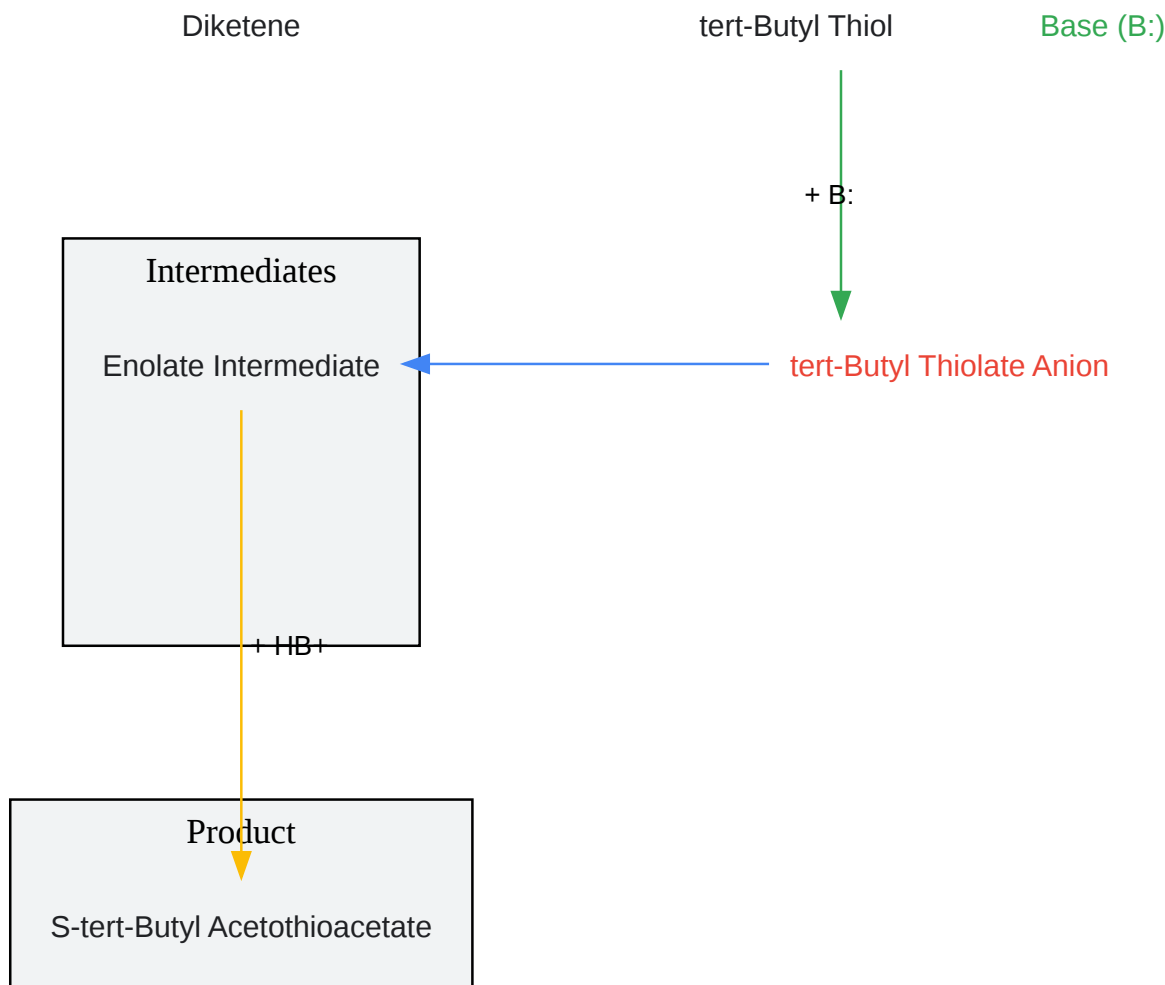 Diketene
tert-Butyl Thiol
Base (B:)
+ B:
Intermediates
Enolate Intermediate
tert-Butyl Thiolate Anion
+ HB+
Product
S-tert-Butyl Acetothioacetate